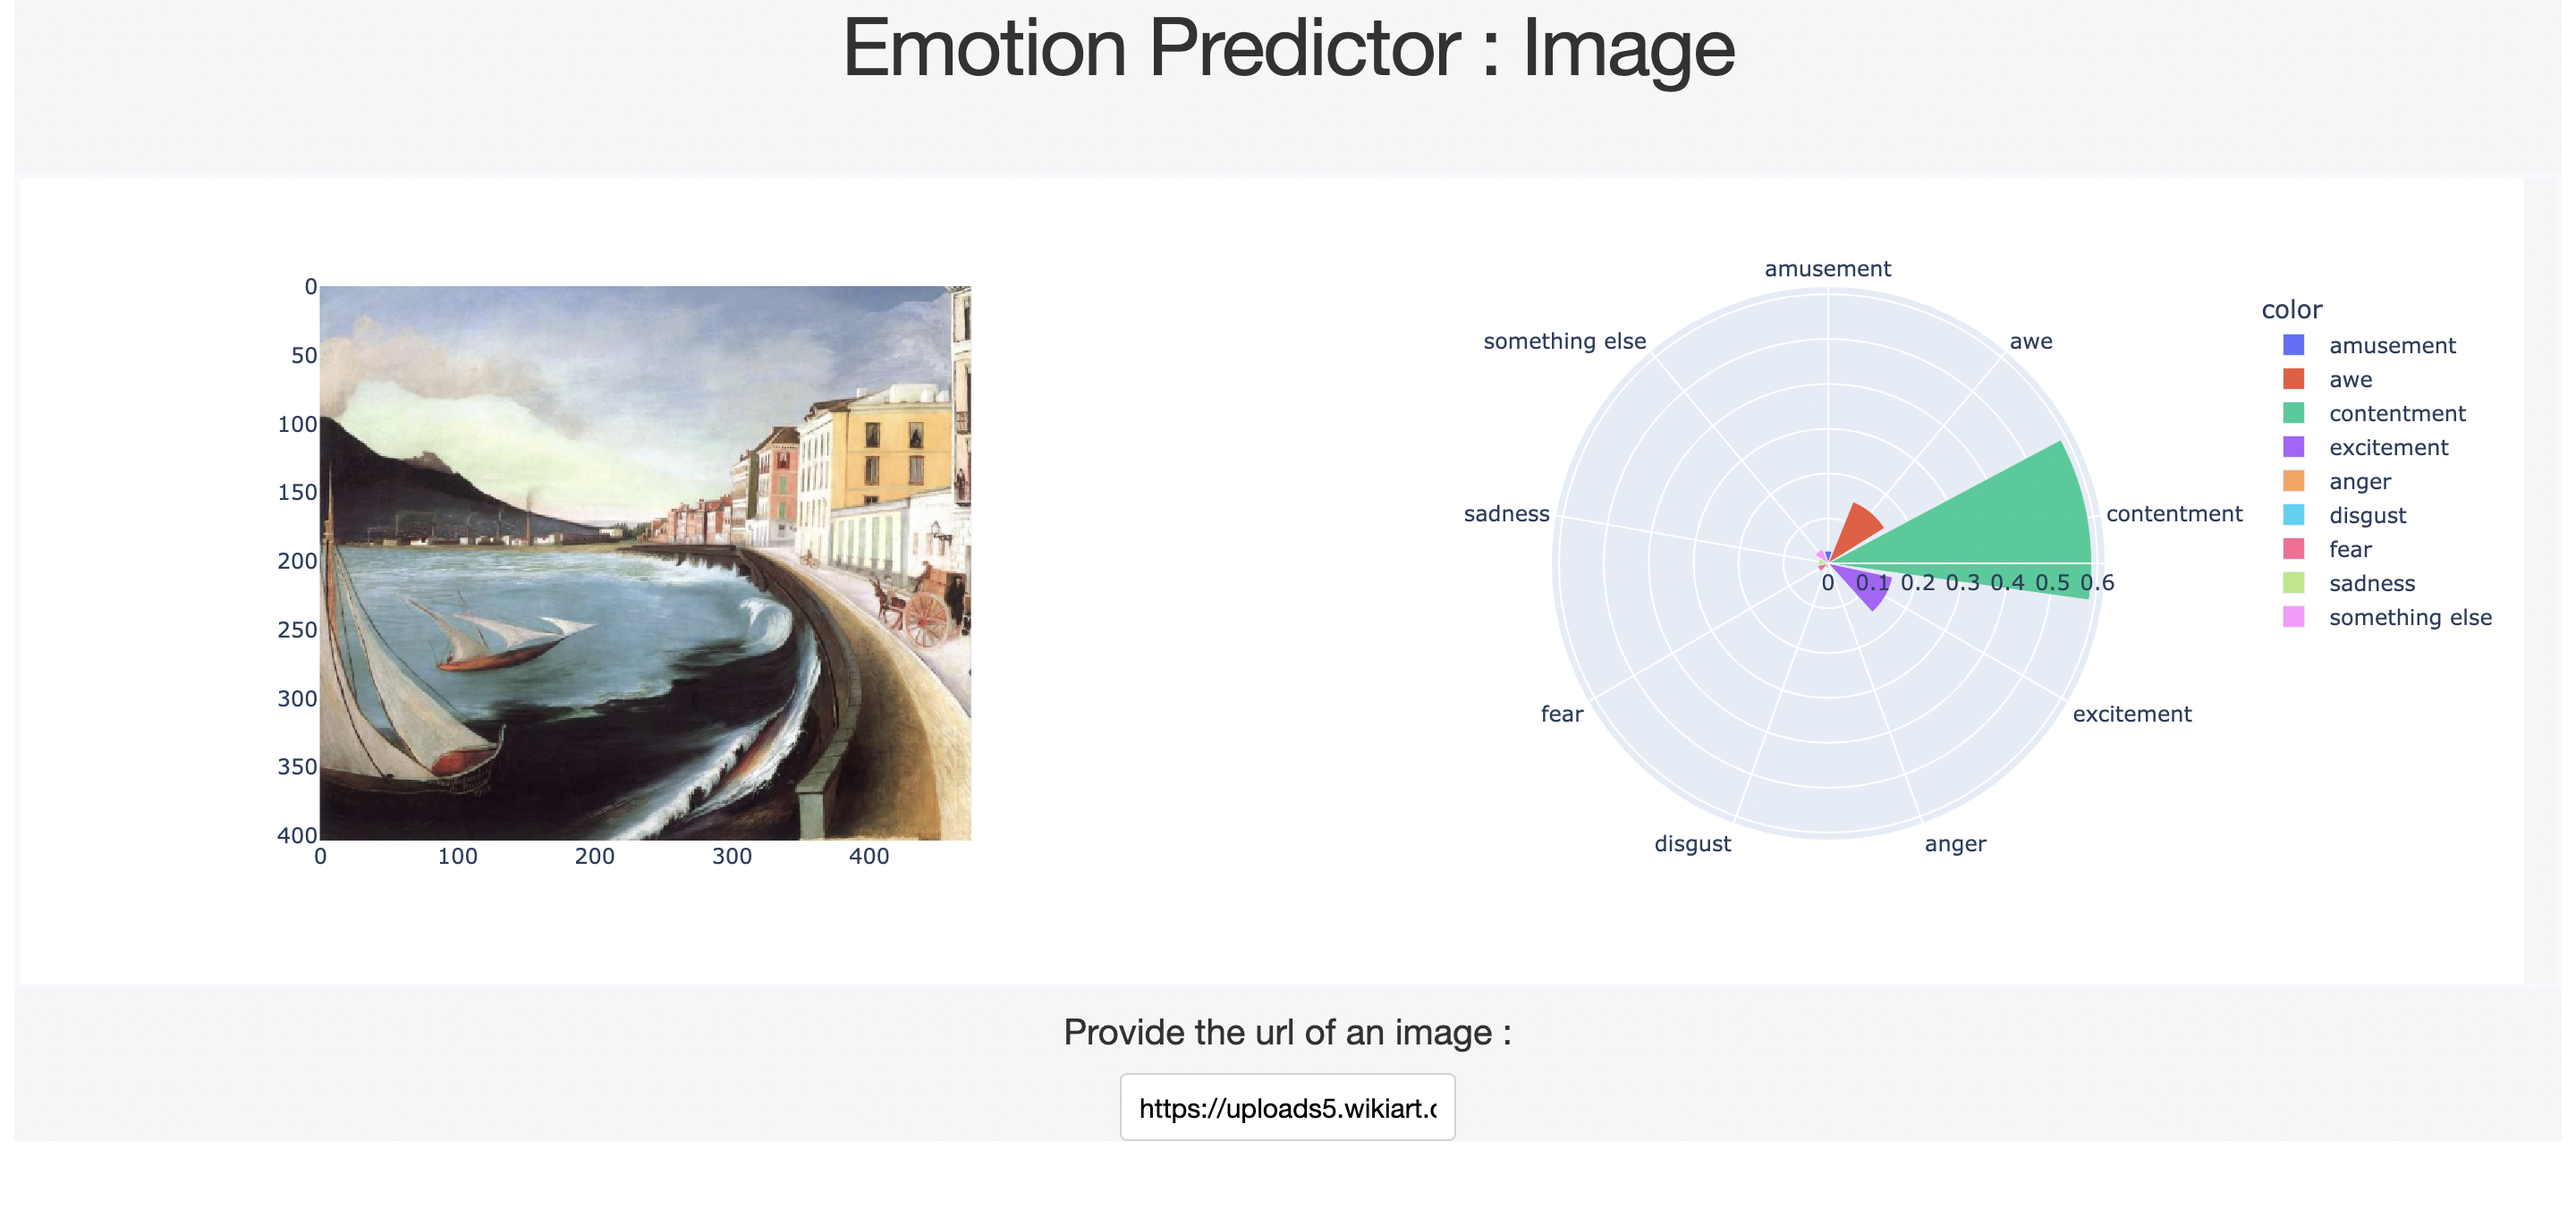 Emotion Predictor : Image
0
50
100
150
200
250
300
350
400
0 100 200 300 400
amusement
something else awe
sadness contentment
0 0.1 0.2 0.3 0.4 0.5 0.6
fear excitement
disgust anger
color
amusement
awe
contentment
excitement
anger
disgust
fear
sadness
something else
Provide the url of an image :
https://uploads5.wikiart.